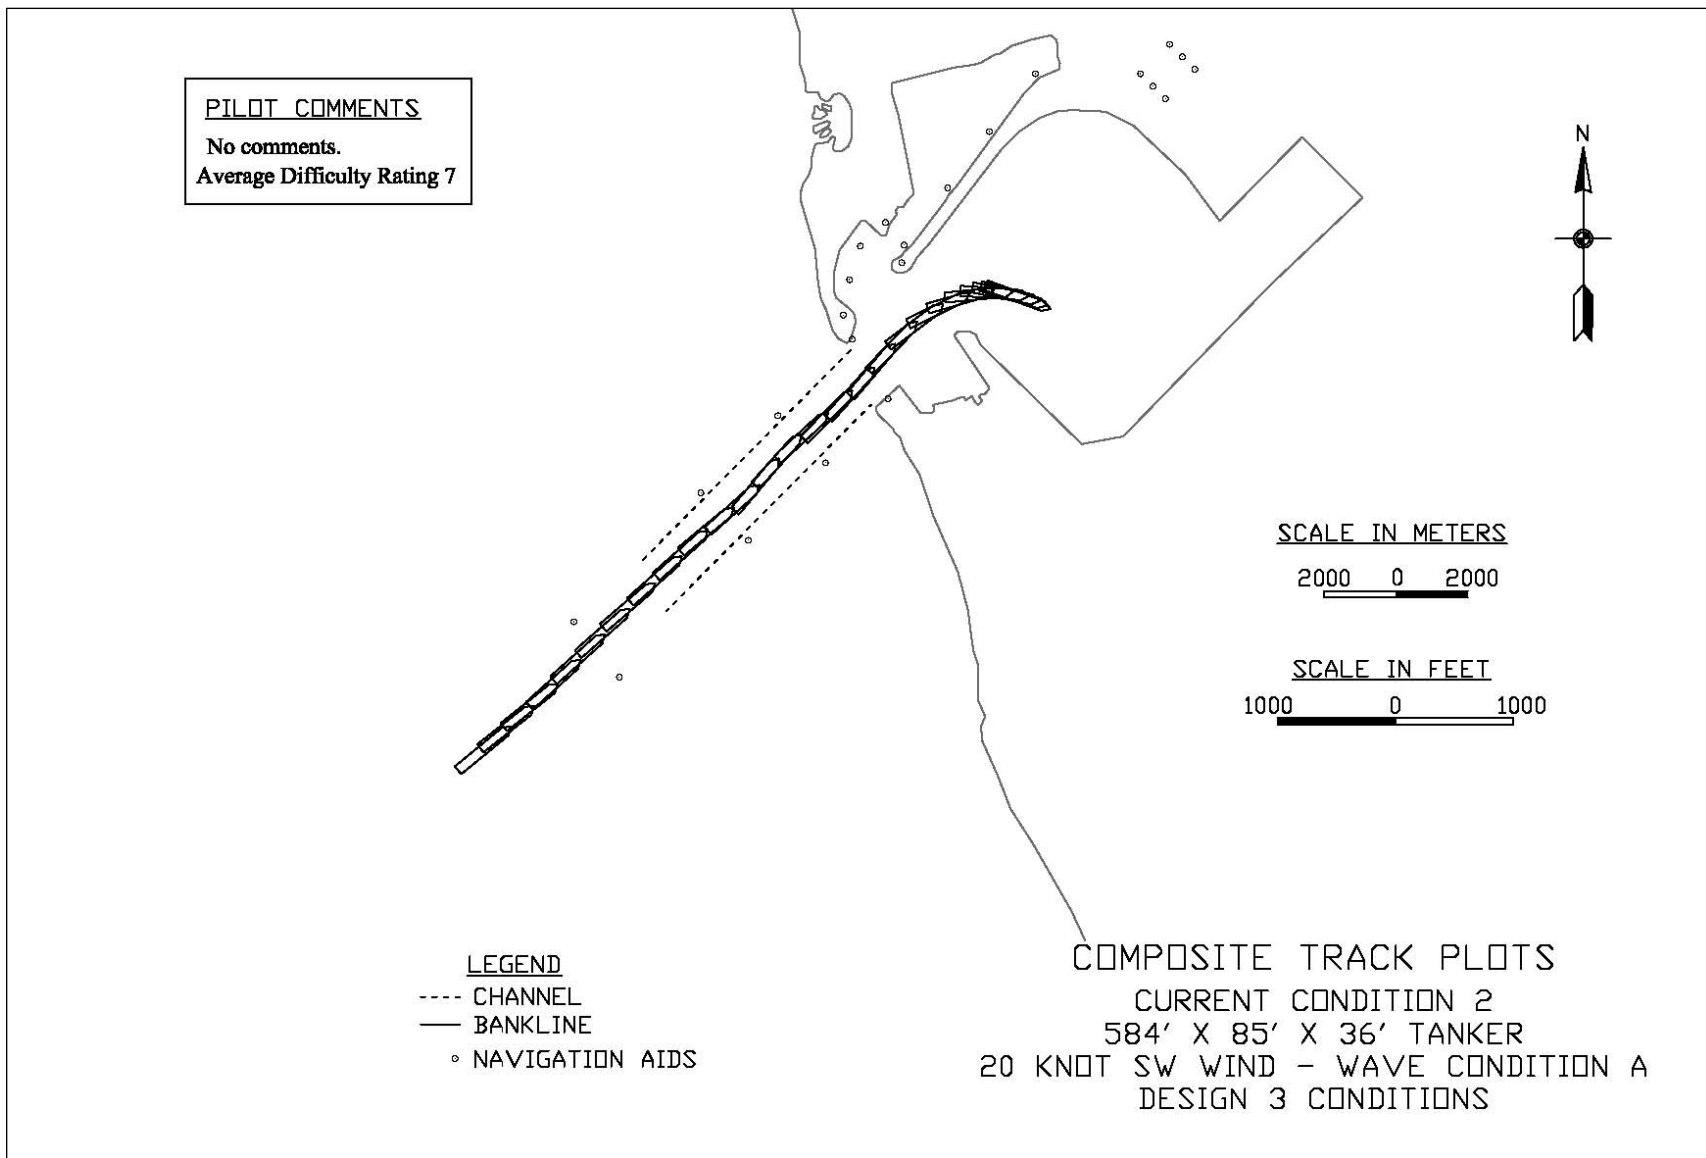 PILOT COMMENTS
No comments.
Average Difficulty Rating 7
N
SCALE IN METERS
2000 0 2000
SCALE IN FEET
1000 0 1000
LEGEND
CHANNEL
BANKLINE
NAVIGATION AIDS
COMPOSITE TRACK PLOTS
CURRENT CONDITION 2
584' X 85' X 36' TANKER
20 KNOT SW WIND - WAVE CONDITION A
DESIGN 3 CONDITIONS